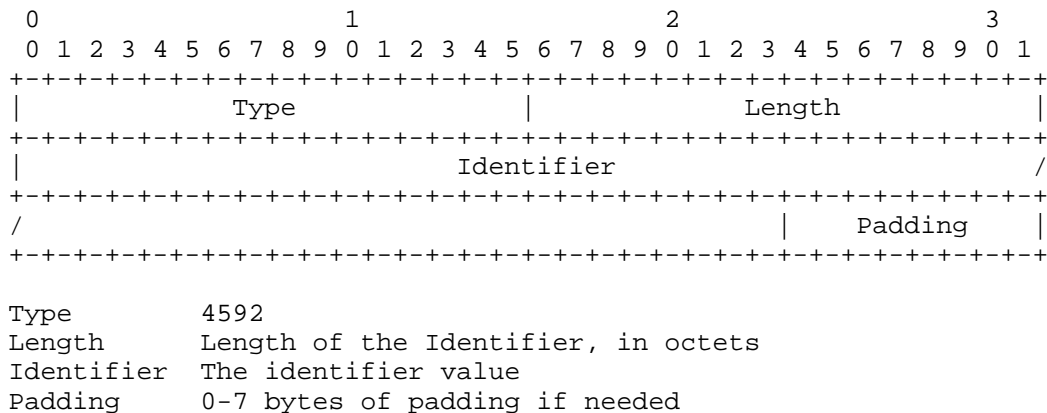 0                   1                   2                   3
 0 1 2 3 4 5 6 7 8 9 0 1 2 3 4 5 6 7 8 9 0 1 2 3 4 5 6 7 8 9 0 1
+-+-+-+-+-+-+-+-+-+-+-+-+-+-+-+-+-+-+-+-+-+-+-+-+-+-+-+-+-+-+-+-+
|             Type              |             Length            |
+-+-+-+-+-+-+-+-+-+-+-+-+-+-+-+-+-+-+-+-+-+-+-+-+-+-+-+-+-+-+-+-+
|                           Identifier                          /
+-+-+-+-+-+-+-+-+-+-+-+-+-+-+-+-+-+-+-+-+-+-+-+-+-+-+-+-+-+-+-+-+
/                                               |    Padding    |
+-+-+-+-+-+-+-+-+-+-+-+-+-+-+-+-+-+-+-+-+-+-+-+-+-+-+-+-+-+-+-+-+
Type        4592
Length      Length of the Identifier, in octets
Identifier  The identifier value
Padding     0-7 bytes of padding if needed